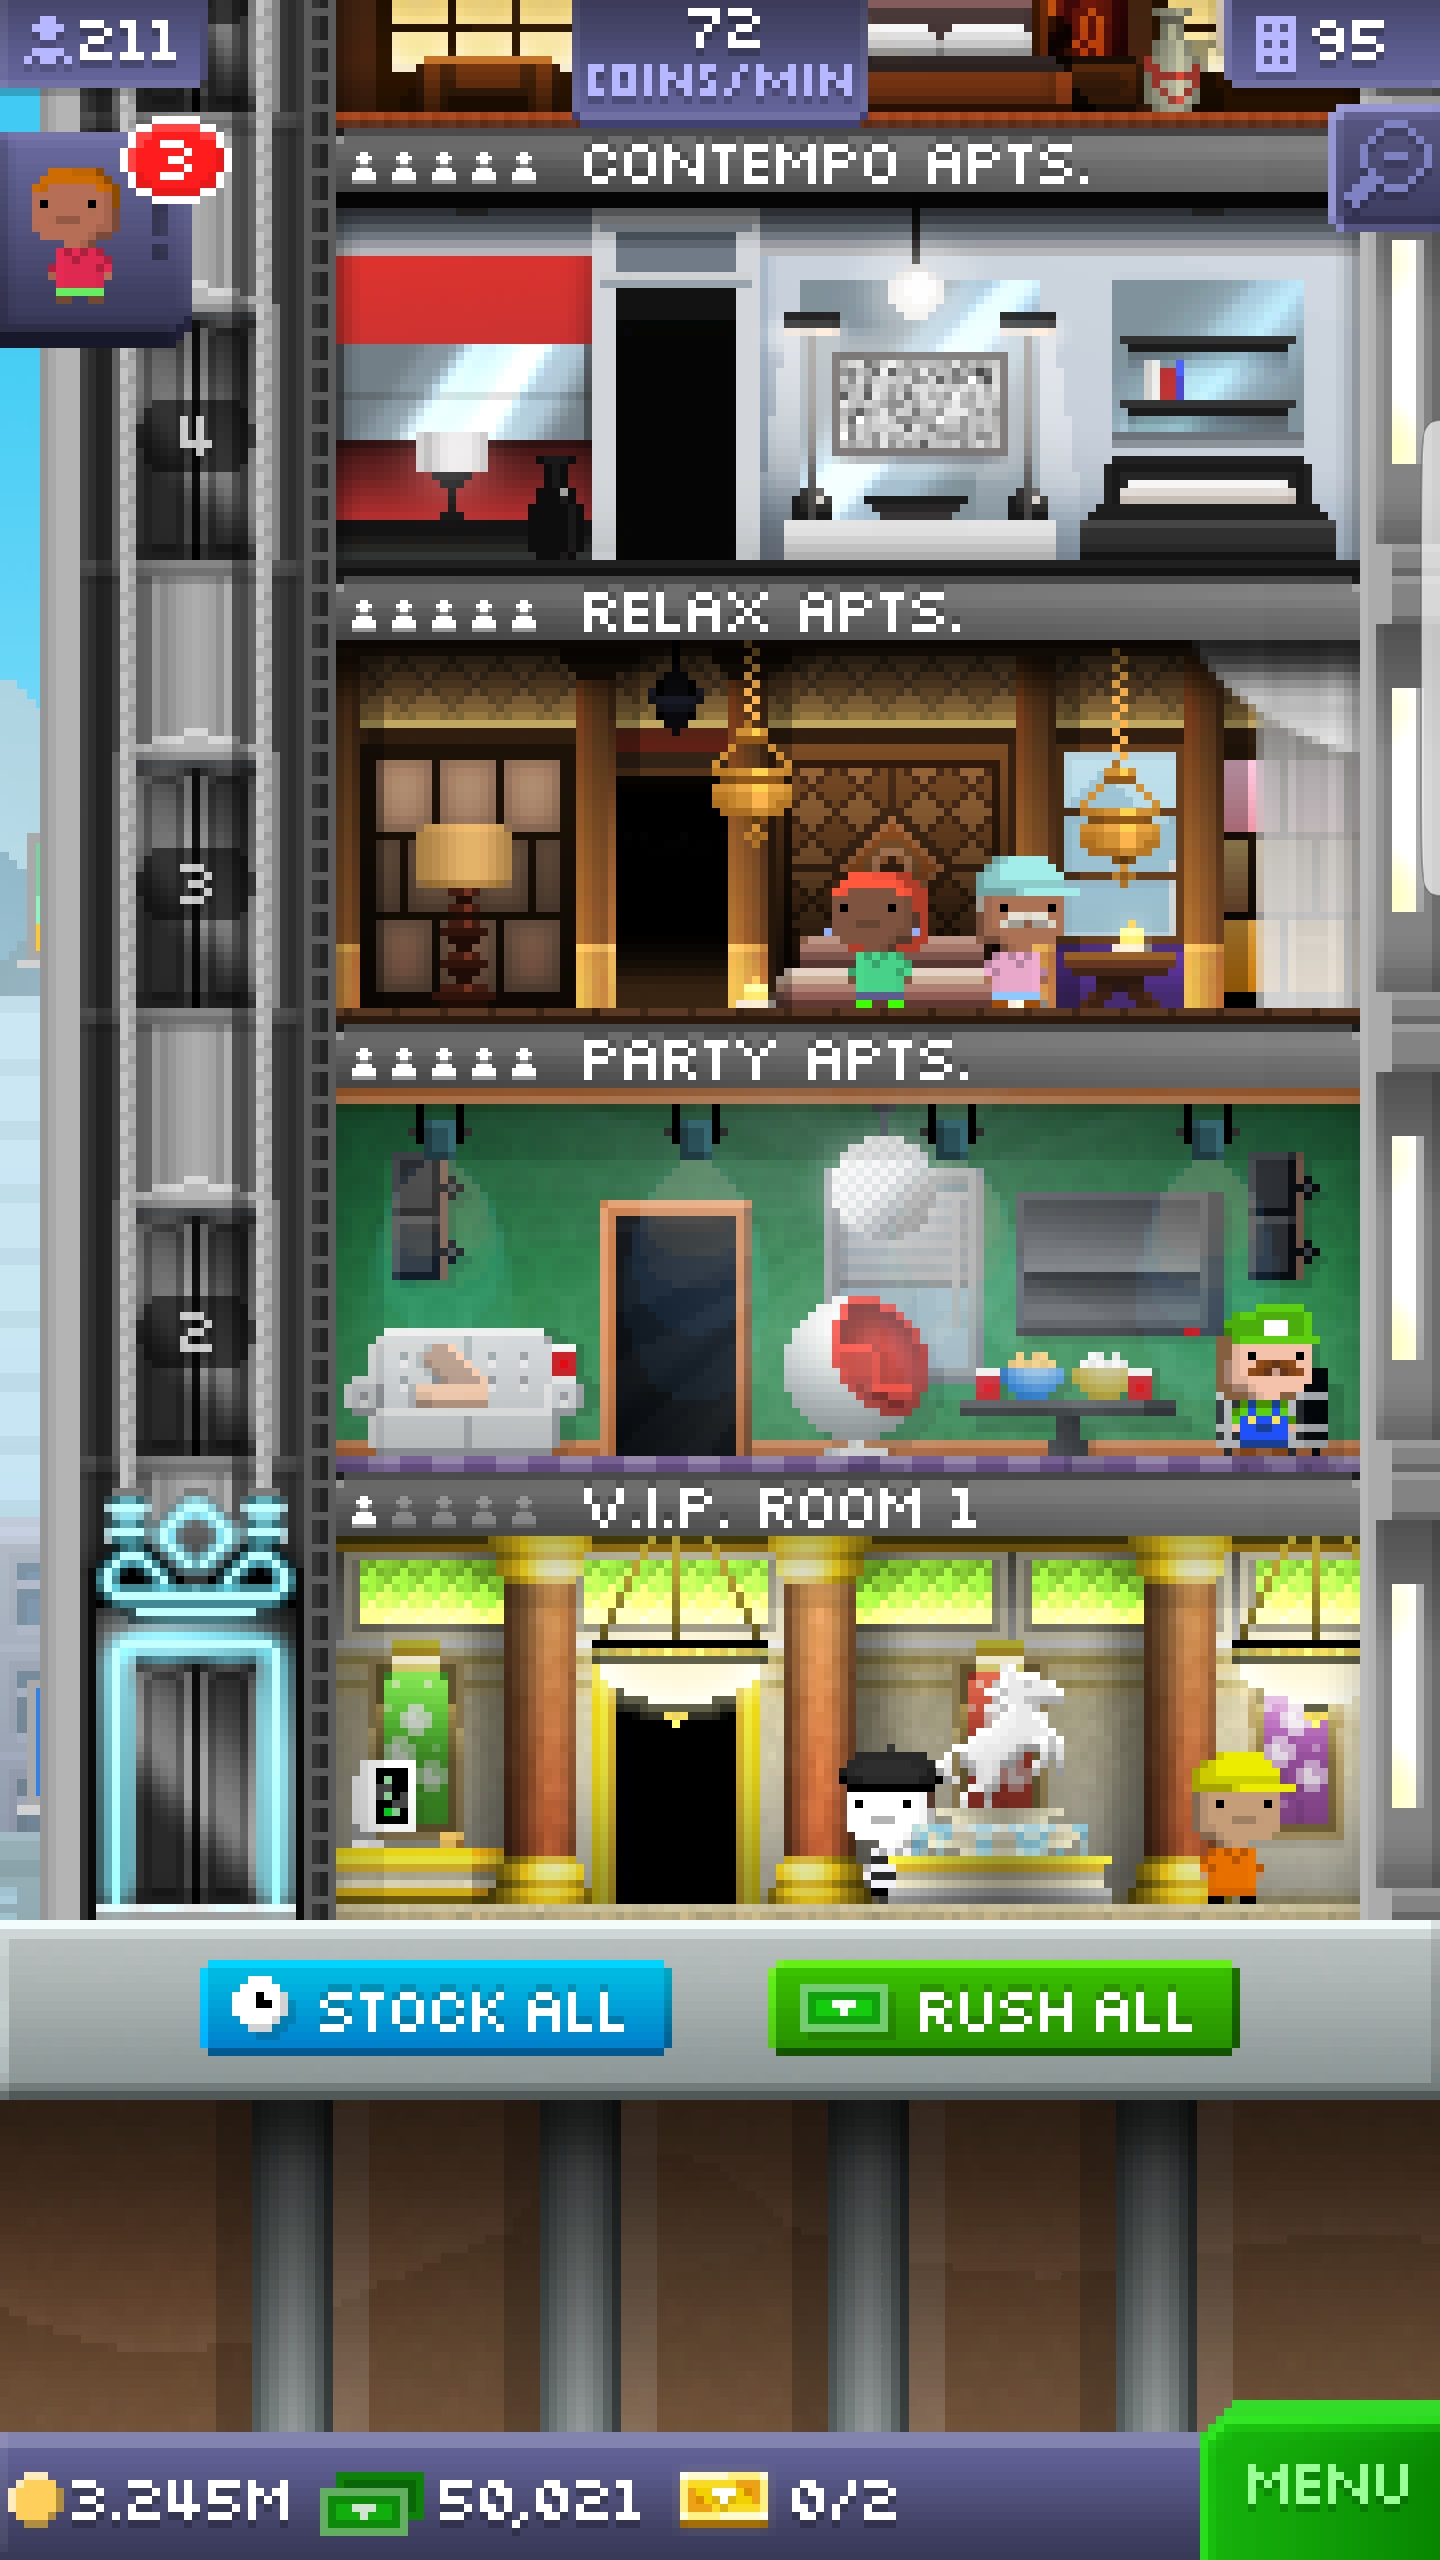 211
72
COINS/MIN
95
3
CONTEMPO APTS.
4
RELAX APTS.
3
PARTY APTS.
2
V.I.P. ROOM 1
STOCK ALL
RUSH ALL
3.245M
50,021
0/2
MENU